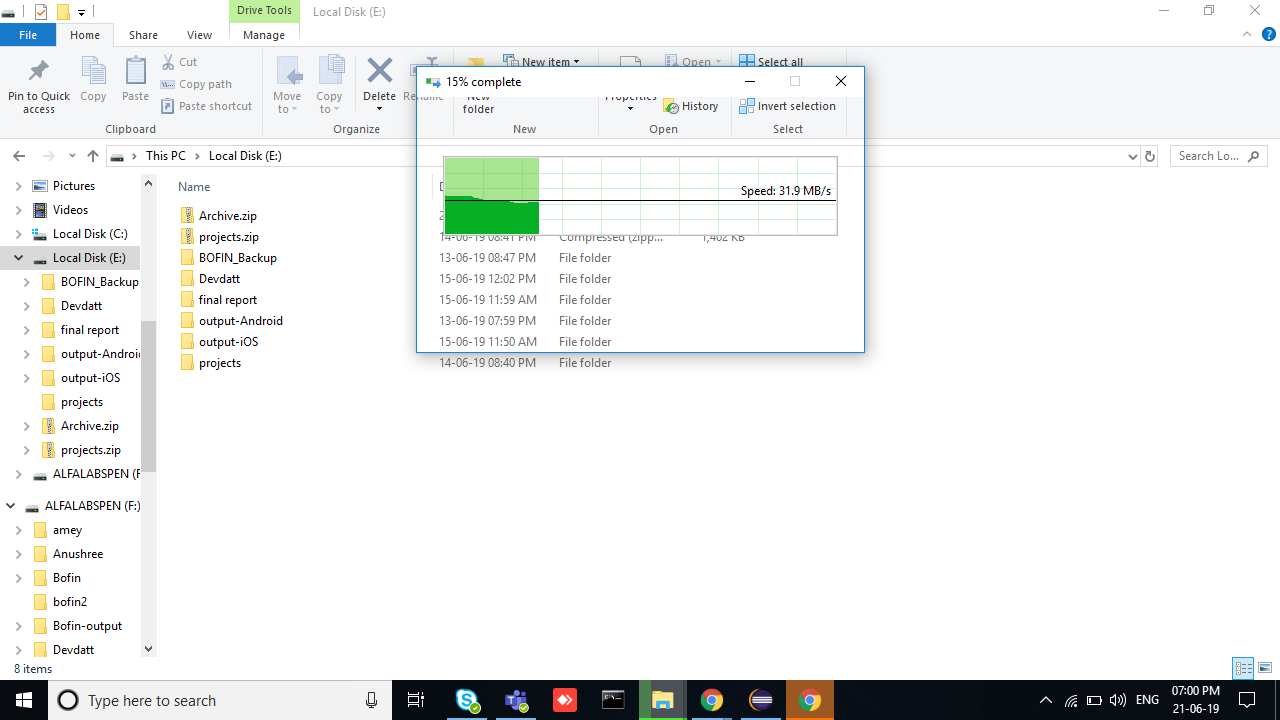 Drive Tools
Local Disk (E:)
File
Home
Share
View
Manage
Pin to Quick access
Copy
Paste
Cut
Copy path
Paste shortcut
Clipboard
Move to
Copy to
Delete
Organize
New item
New folder
New
Properties
Open
History
Open
Select all
Invert selection
Select
15% complete
Speed: 31.9 MB/s
This PC
Local Disk (E:)
Search Lo...
Pictures
Videos
Local Disk (C:)
Local Disk (E:)
BOFIN_Backup
Devdatt
final report
output-Androi
output-iOS
projects
Archive.zip
projects.zip
ALFALABSPEN (F
ALFALABSPEN (F:)
amey
Anushree
Bofin
bofin2
Bofin-output
Devdatt
Name
Archive.zip
projects.zip 14-06-19 08:41 PM Compressed (zipp... 1,402 KB
BOFIN_Backup 13-06-19 08:47 PM File folder
Devdatt 15-06-19 12:02 PM File folder
final report 15-06-19 11:59 AM File folder
output-Android 13-06-19 07:59 PM File folder
output-iOS 15-06-19 11:50 AM File folder
projects 14-06-19 08:40 PM File folder
8 items
Type here to search
ENG
07:00 PM
21-06-19